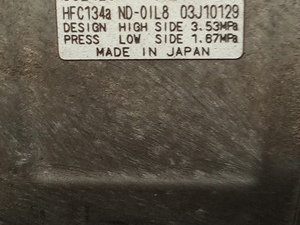 HFC134a ND-OIL8 03J10129
DESIGN HIGH SIDE 3.53MPa
PRESS LOW SIDE 1.67MPa
MADE IN JAPAN